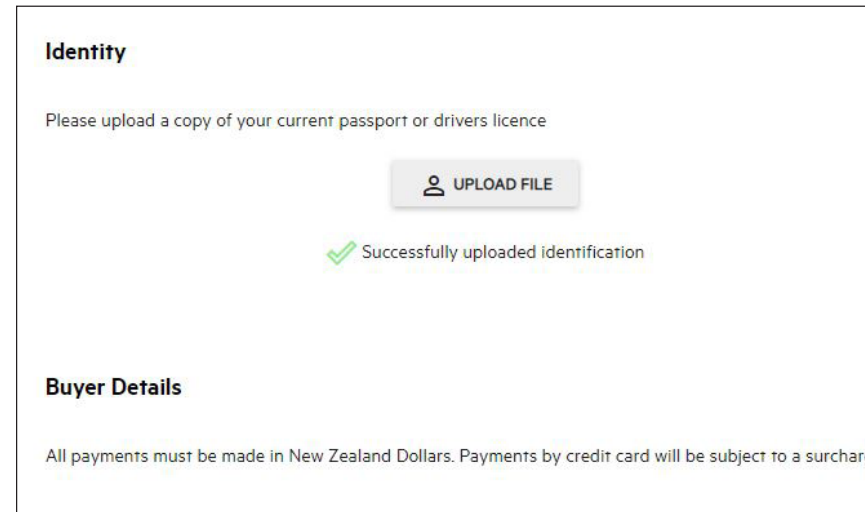 Identity
Please upload a copy of your current passport or drivers licence
UPLOAD FILE
Successfully uploaded identification
Buyer Details
All payments must be made in New Zealand Dollars. Payments by credit card will be subject to a